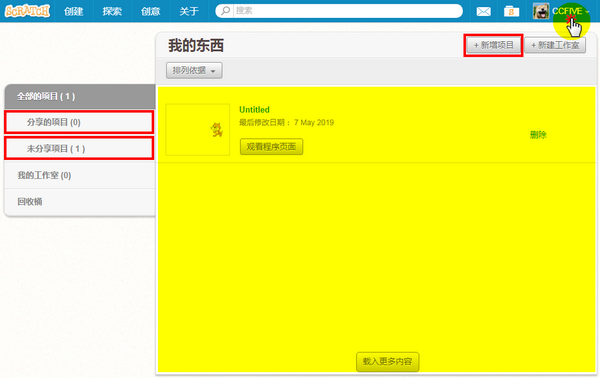 SCRATCH 创建 探索 创意 关于 搜索 CCFIVE
我的东西 + 新增项目 + 新建工作室
排列依据
全部的项目 ( 1 )
分享的项目 (0)
未分享项目 ( 1 )
我的工作室 (0)
回收桶
Untitled
最后修改日期： 7 May 2019
删除
观看程序页面
载入更多内容